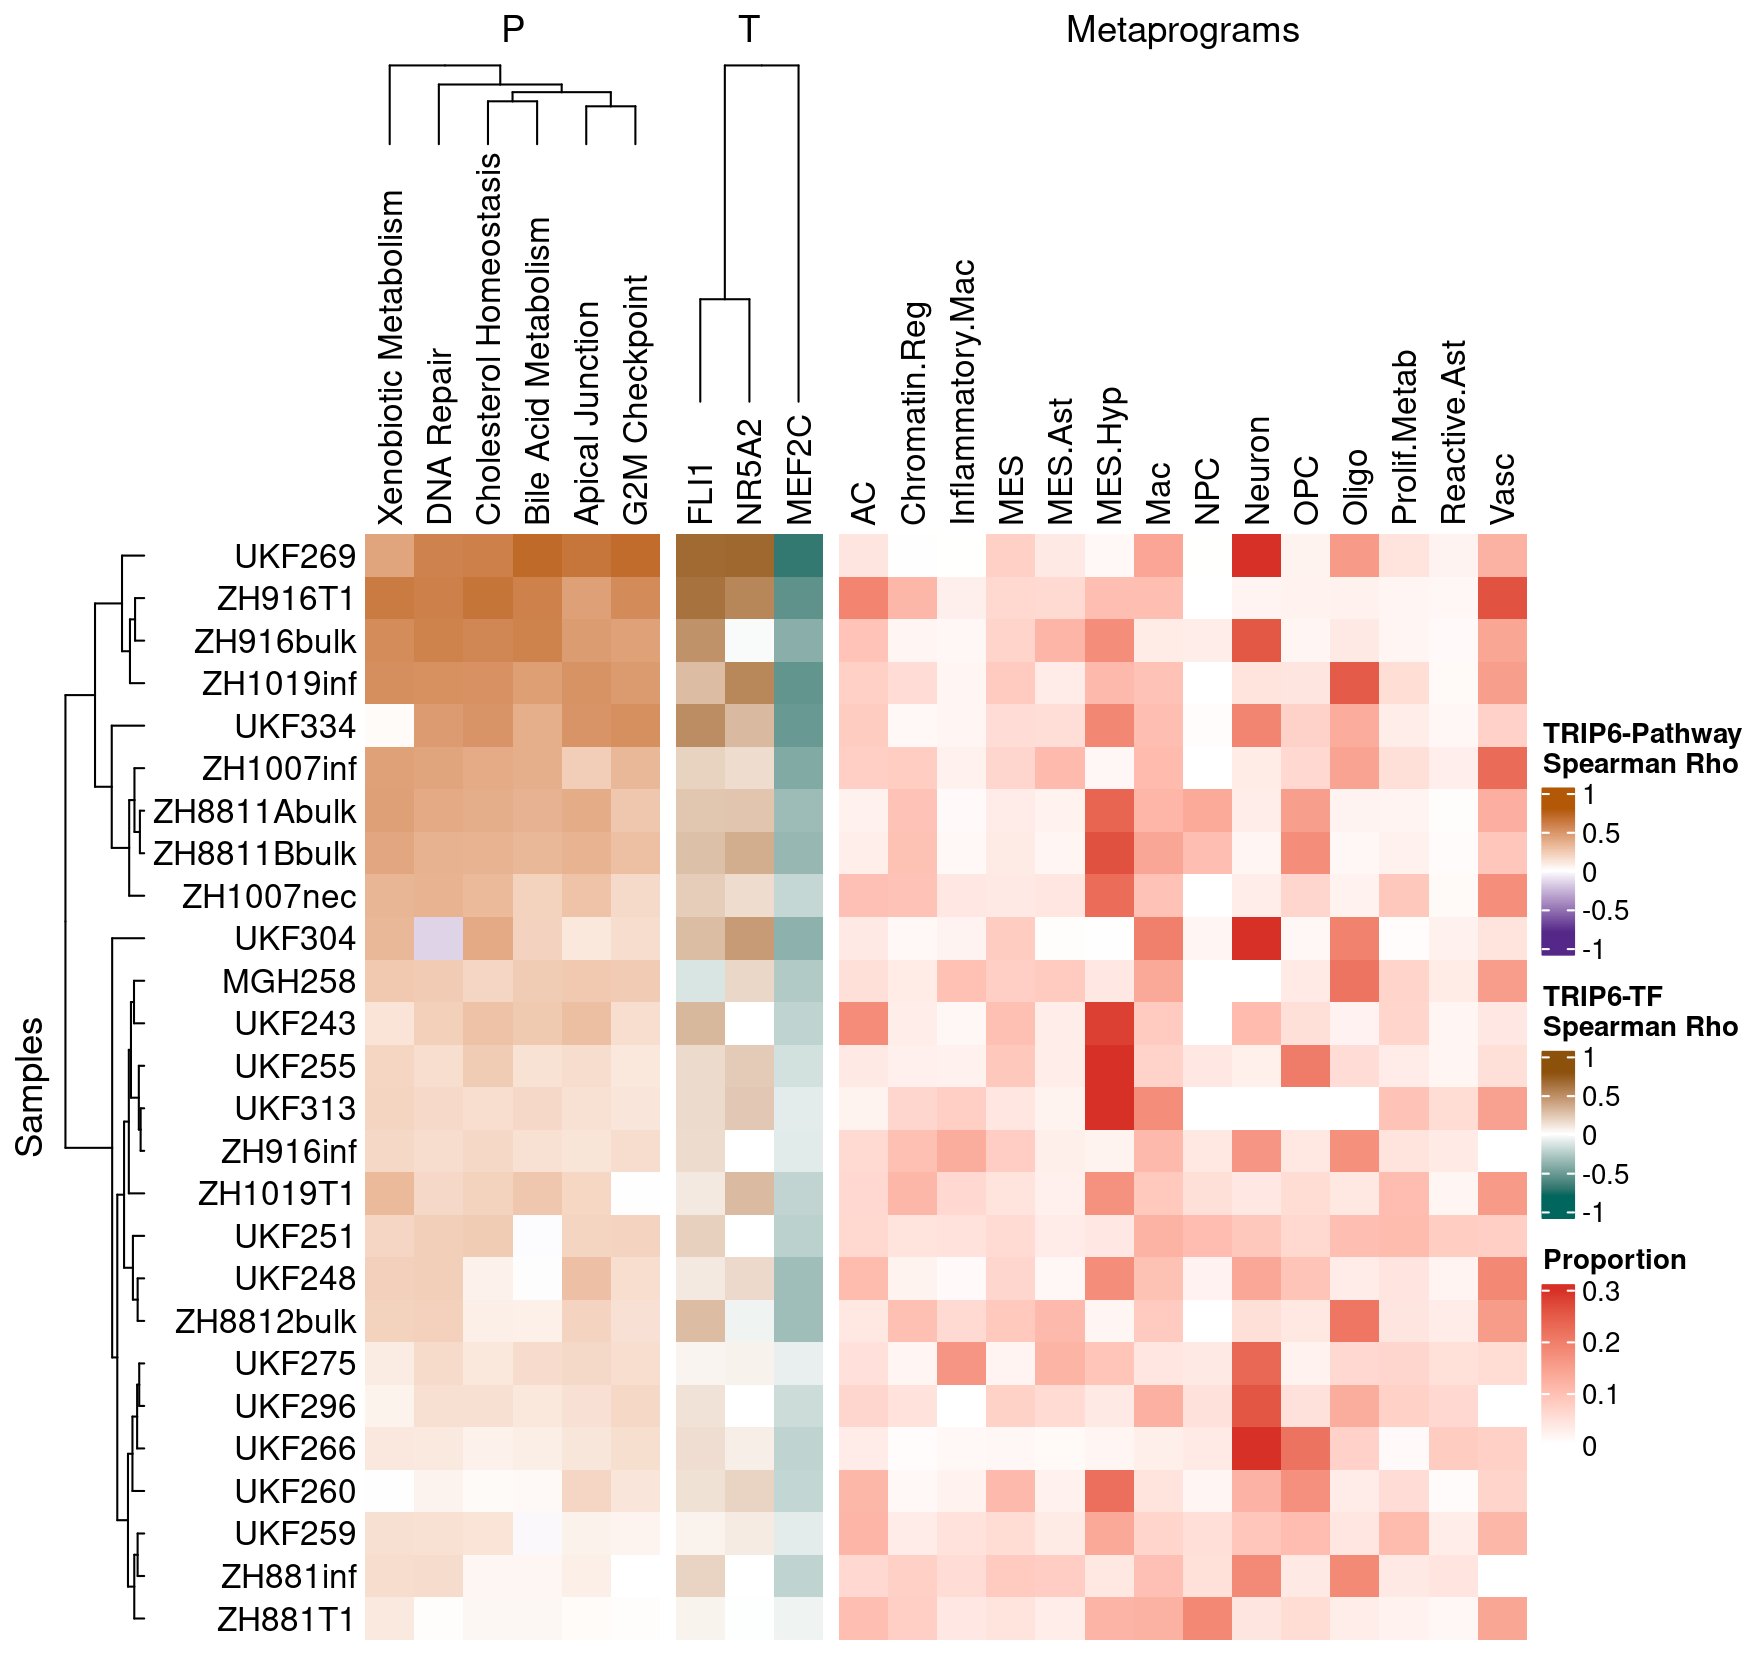 P
T
Metaprograms
Xenobiotic Metabolism
DNA Repair
Cholesterol Homeostasis
Bile Acid Metabolism
Apical Junction
G2M Checkpoint
FLI1
NR5A2
MEF2C
AC
Chromatin.Reg
Inflammatory.Mac
MES
MES.Ast
MES.Hyp
Mac
NPC
Neuron
OPC
Oligo
Prolif.Metab
Reactive.Ast
Vasc
Samples
UKF269
ZH916T1
ZH916bulk
ZH1019inf
UKF334
ZH1007inf
ZH8811Abulk
ZH8811Bbulk
ZH1007nec
UKF304
MGH258
UKF243
UKF255
UKF313
ZH916inf
ZH1019T1
UKF251
UKF248
ZH8812bulk
UKF275
UKF296
UKF266
UKF260
UKF259
ZH881inf
ZH881T1
TRIP6-Pathway
Spearman Rho
1
0.5
0
-0.5
-1
TRIP6-TF
Spearman Rho
1
0.5
0
-0.5
-1
Proportion
0.3
0.2
0.1
0